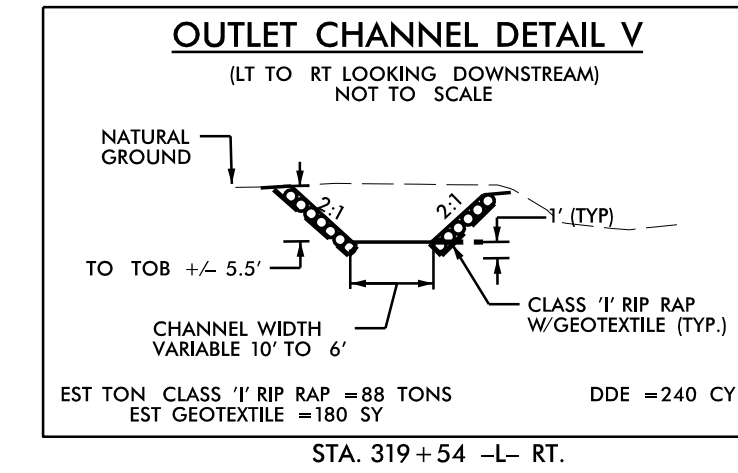 OUTLET CHANNEL DETAIL V
(LT TO RT LOOKING DOWNSTREAM)
NOT TO SCALE
NATURAL
GROUND
2:1
2:1
1' (TYP)
TO TOB +/– 5.5'
CLASS 'I' RIP RAP
W/GEOTEXTILE (TYP.)
CHANNEL WIDTH
VARIABLE 10' TO 6'
EST TON CLASS 'I' RIP RAP =88 TONS
EST GEOTEXTILE =180 SY
DDE =240 CY
STA. 319+54 –L– RT.